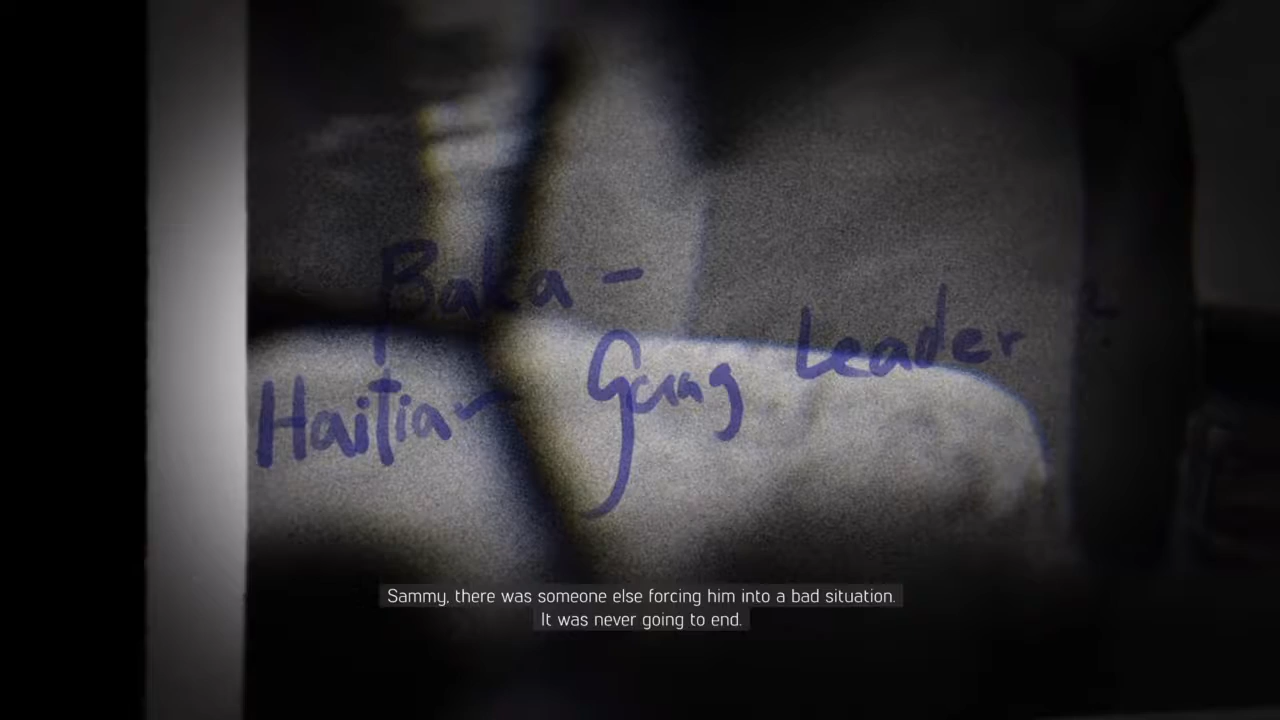 Baka -
Haitian Gang Leader
Sammy, there was someone else forcing him into a bad situation.
It was never going to end.